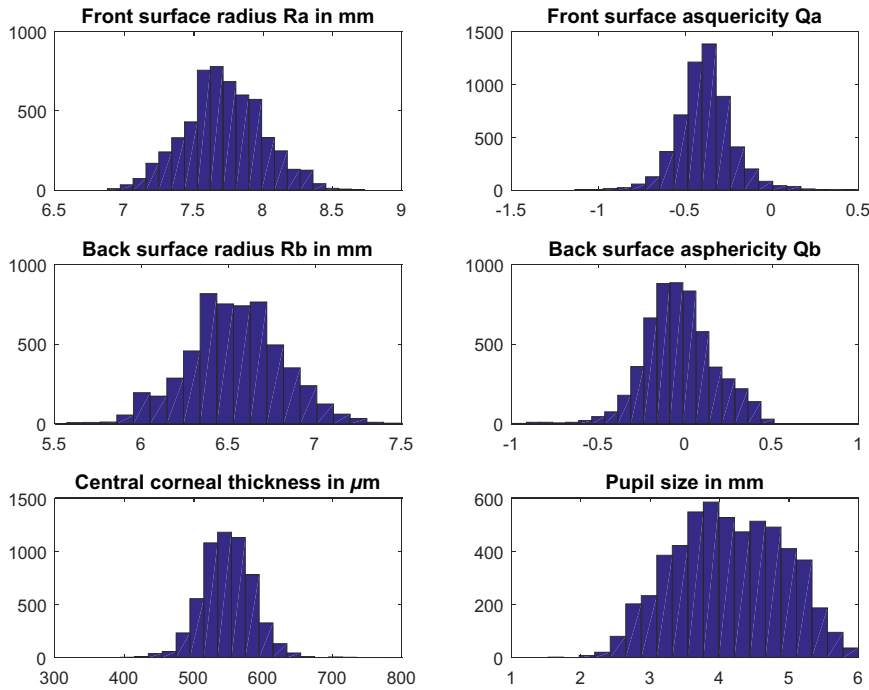 Front surface radius Ra in mm
1000
500
0
6.5 7 7.5 8 8.5 9
Front surface asquericity Qa
1500
1000
500
0
-1.5 -1 -0.5 0 0.5
Back surface radius Rb in mm
1000
500
0
5.5 6 6.5 7 7.5
Back surface asphericity Qb
1000
500
0
-1 -0.5 0 0.5 1
Central corneal thickness in µm
1500
1000
500
0
300 400 500 600 700 800
Pupil size in mm
600
400
200
0
1 2 3 4 5 6